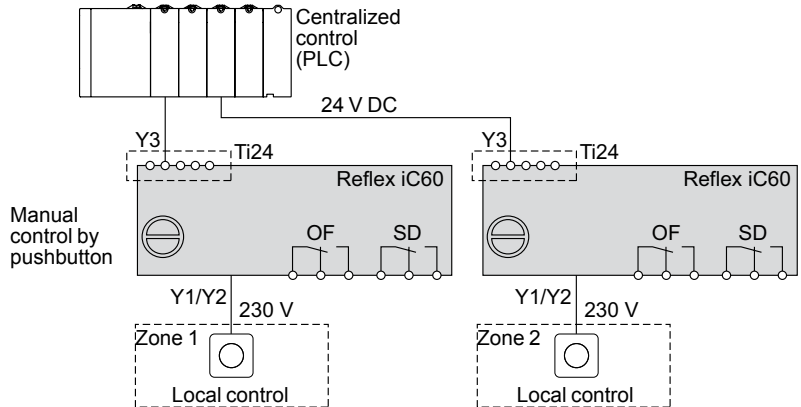 Centralized
control
(PLC)
24 V DC
Y3
Ti24
Y3
Ti24
Reflex iC60
Reflex iC60
Manual
control by
pushbutton
OF
SD
OF
SD
Y1/Y2
230 V
Y1/Y2
230 V
Zone 1
Zone 2
Local control
Local control